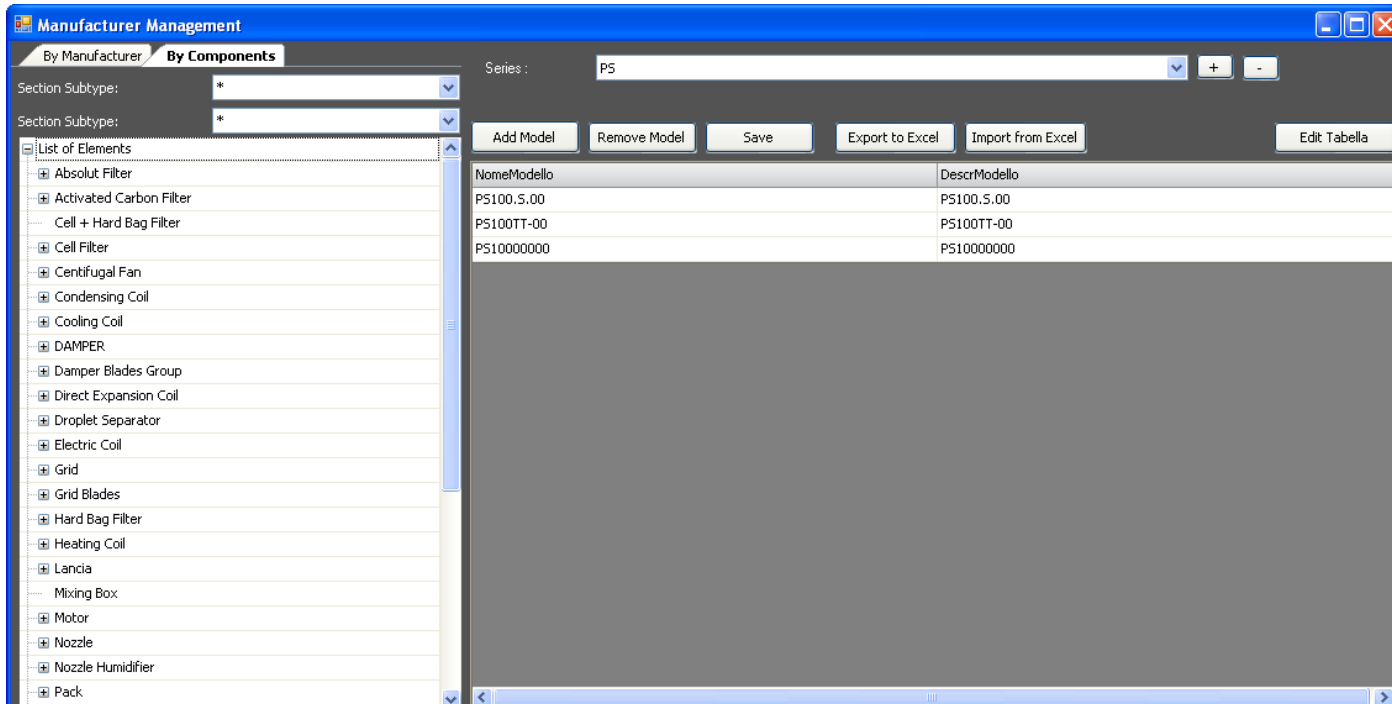 Manufacturer Management
By Manufacturer By Components
Section Subtype: *
Section Subtype: *
List of Elements
Absolut Filter
Activated Carbon Filter
Cell + Hard Bag Filter
Cell Filter
Centifugal Fan
Condensing Coil
Cooling Coil
DAMPER
Damper Blades Group
Direct Expansion Coil
Droplet Separator
Electric Coil
Grid
Grid Blades
Hard Bag Filter
Heating Coil
Lancia
Mixing Box
Motor
Nozzle
Nozzle Humidifier
Pack
Series : PS + -
Add Model Remove Model Save Export to Excel Import from Excel Edit Tabella
NomeModello DescrModello
PS100.S.00 PS100.S.00
PS100TT-00 PS100TT-00
PS10000000 PS10000000